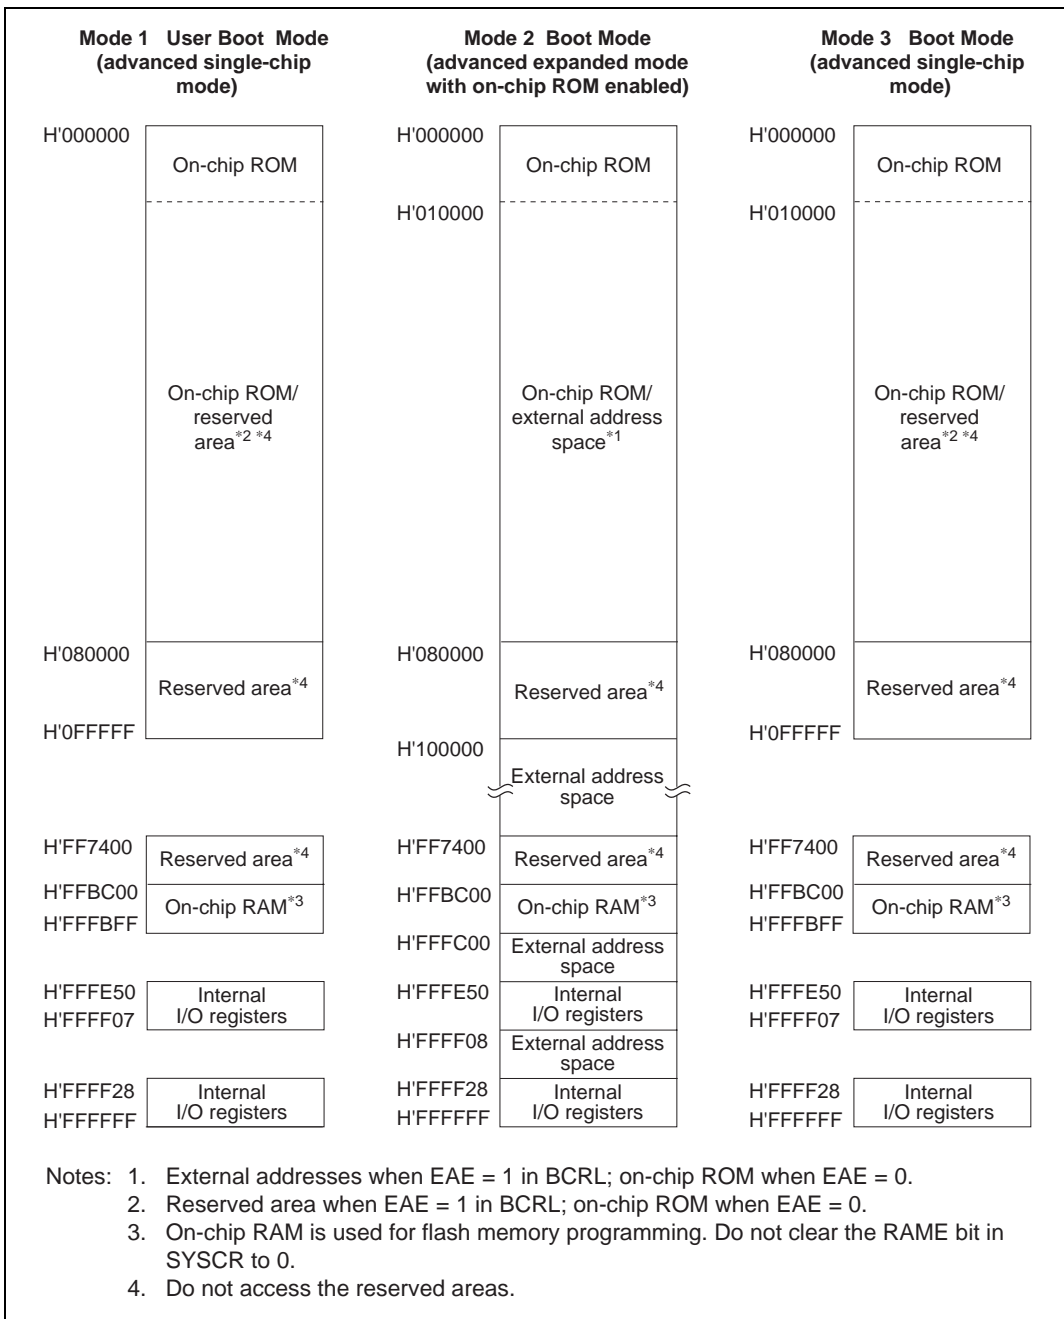 Mode 1 User Boot Mode
(advanced single-chip
mode)
H'000000
On-chip ROM
On-chip ROM/
reserved
area*2 *4
H'080000
Reserved area*4
H'0FFFFF
H'FF7400
Reserved area*4
H'FFBC00
On-chip RAM*3
H'FFFBFF
H'FFFE50
Internal
I/O registers
H'FFFF07
H'FFFF28
Internal
I/O registers
H'FFFFFF
Mode 2 Boot Mode
(advanced expanded mode
with on-chip ROM enabled)
H'000000
On-chip ROM
H'010000
On-chip ROM/
external address
space*1
H'080000
Reserved area*4
H'100000
External address
space
H'FF7400
Reserved area*4
H'FFBC00
On-chip RAM*3
H'FFFC00
External address
space
H'FFFE50
Internal
I/O registers
H'FFFF08
External address
space
H'FFFF28
Internal
I/O registers
H'FFFFFF
Mode 3 Boot Mode
(advanced single-chip
mode)
H'000000
On-chip ROM
H'010000
On-chip ROM/
reserved
area*2 *4
H'080000
Reserved area*4
H'0FFFFF
H'FF7400
Reserved area*4
H'FFBC00
On-chip RAM*3
H'FFFBFF
H'FFFE50
Internal
I/O registers
H'FFFF07
H'FFFF28
Internal
I/O registers
H'FFFFFF
Notes: 1. External addresses when EAE = 1 in BCRL; on-chip ROM when EAE = 0.
2. Reserved area when EAE = 1 in BCRL; on-chip ROM when EAE = 0.
3. On-chip RAM is used for flash memory programming. Do not clear the RAME bit in
SYSCR to 0.
4. Do not access the reserved areas.